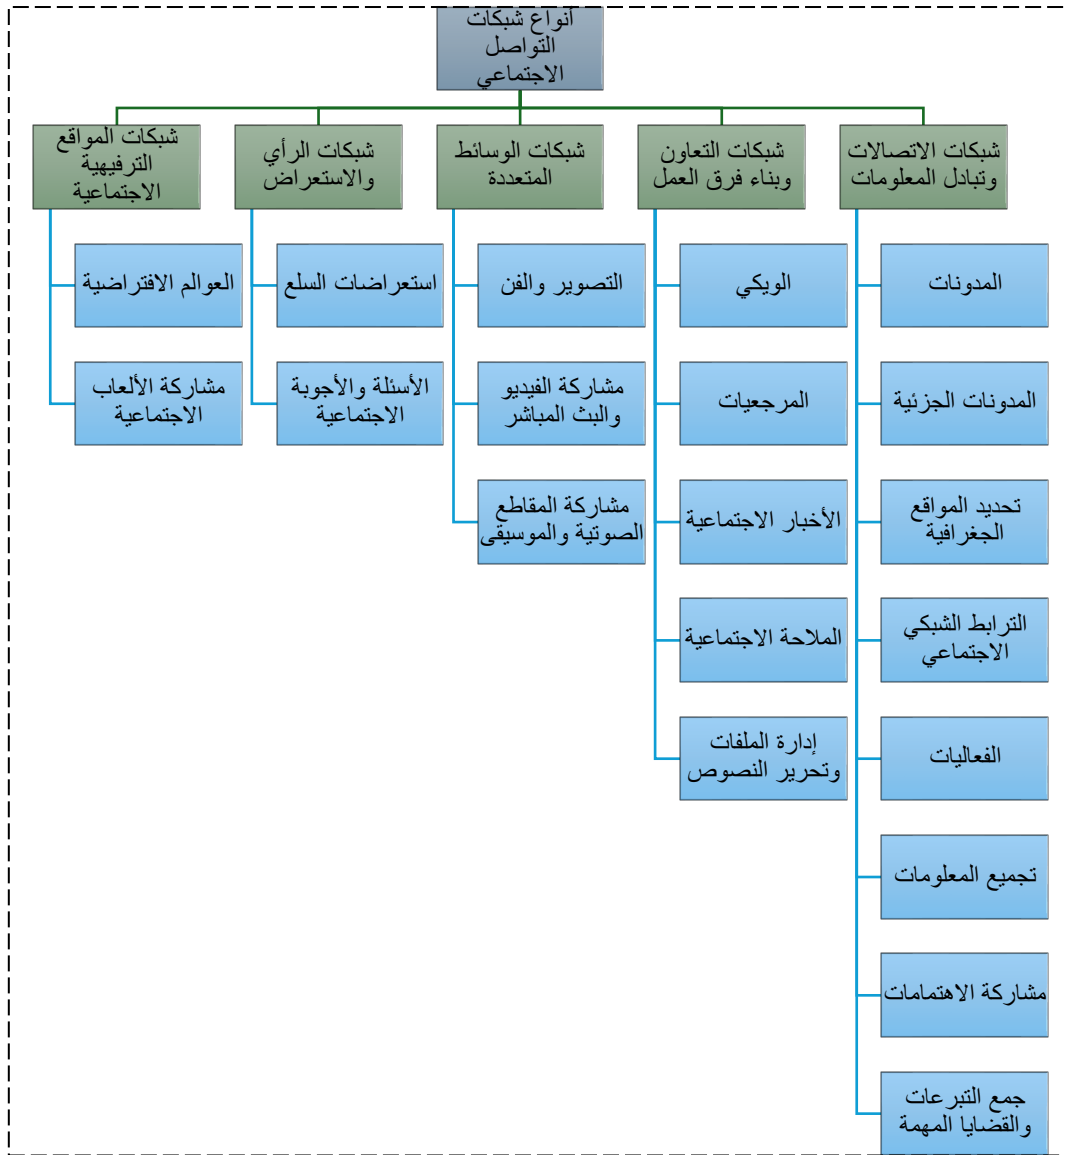 أنواع شبكات
التواصل
الاجتماعي
شبكات الاتصالات
وتبادل المعلومات
المدونات
المدونات الجزئية
تحديد المواقع
الجغرافية
الترابط الشبكي
الاجتماعي
الفعاليات
تجميع المعلومات
مشاركة الاهتمامات
جمع التبرعات
والقضايا المهمة
شبكات التعاون
وبناء فرق العمل
الويكي
المرجعيات
الأخبار الاجتماعية
الملاحة الاجتماعية
إدارة الملفات
وتحرير النصوص
شبكات الوسائط
المتعددة
التصوير والفن
مشاركة الفيديو
والبث المباشر
مشاركة المقاطع
الصوتية والموسيقى
شبكات الرأي
والاستعراض
استعراضات السلع
الأسئلة والأجوبة
الاجتماعية
شبكات المواقع
الترفيهية
الاجتماعية
العوالم الافتراضية
مشاركة الألعاب
الاجتماعية